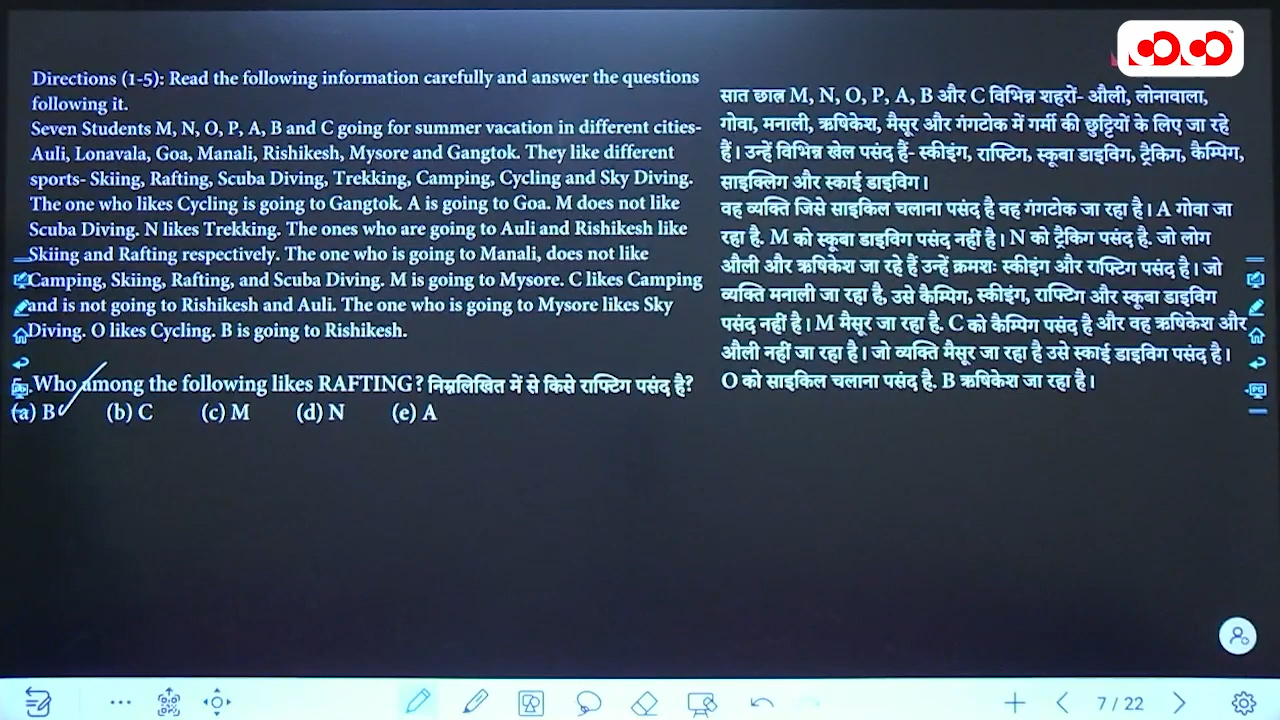 Directions (1-5): Read the following information carefully and answer the questions
following it.
Seven Students M, N, O, P, A, B and C going for summer vacation in different cities-
Auli, Lonavala, Goa, Manali, Rishikesh, Mysore and Gangtok. They like different
sports- Skiing, Rafting, Scuba Diving, Trekking, Camping, Cycling and Sky Diving.
The one who likes Cycling is going to Gangtok. A is going to Goa. M does not like
Scuba Diving. N likes Trekking. The ones who are going to Auli and Rishikesh like
Skiing and Rafting respectively. The one who is going to Manali, does not like
Camping, Skiing, Rafting, and Scuba Diving. M is going to Mysore. C likes Camping
and is not going to Rishikesh and Auli. The one who is going to Mysore likes Sky
Diving. O likes Cycling. B is going to Rishikesh.
Who among the following likes RAFTING? निम्नलिखित में से किसे राफ्टिग पसंद है?
(a) B (b) C (c) M (d) N (e) A
सात छात्र M, N, O, P, A, B और C विभिन्न शहरों- औली, लोनावाला,
गोवा, मनाली, ऋषिकेश, मैसूर और गंगटोक में गर्मी की छुट्टियों के लिए जा रहे
हैं। उन्हें विभिन्न खेल पसंद हैं- स्कीइंग, राफ्टिग, स्कूबा डाइविग, ट्रैकिग, कैम्पिग,
साइक्लिग और स्काई डाइविग।
वह व्यक्ति जिसे साइकिल चलाना पसंद है वह गंगटोक जा रहा है। A गोवा जा
रहा है. M को स्कूबा डाइविग पसंद नहीं है। N को ट्रैकिग पसंद है. जो लोग
औली और ऋषिकेश जा रहे हैं उन्हें क्रमशः स्कीइंग और राफ्टिग पसंद है। जो
व्यक्ति मनाली जा रहा है, उसे कैम्पिग, स्कीइंग, राफ्टिग और स्कूबा डाइविग
पसंद नहीं है। M मैसूर जा रहा है. C को कैम्पिग पसंद है और वह ऋषिकेश और
औली नहीं जा रहा है। जो व्यक्ति मैसूर जा रहा है उसे स्काई डाइविग पसंद है।
O को साइकिल चलाना पसंद है. B ऋषिकेश जा रहा है।
7 / 22